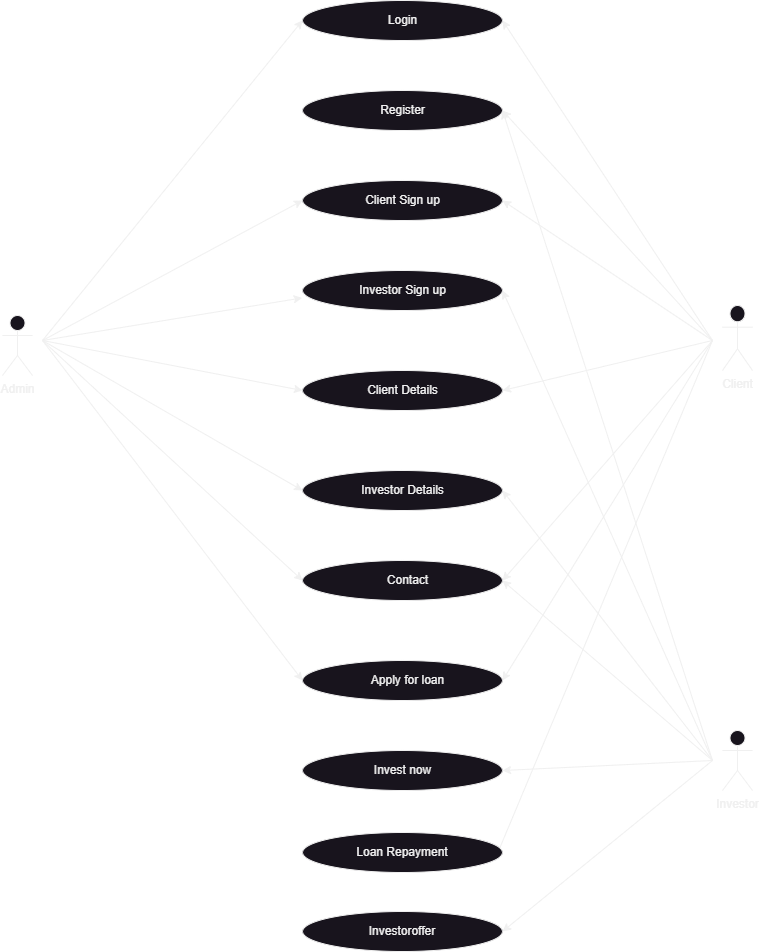 Login
Register
Client Sign up
Investor Sign up
Admin
Client
Client Details
Investor Details
Contact
Apply for loan
Invest now
Investor
Loan Repayment
Investoroffer